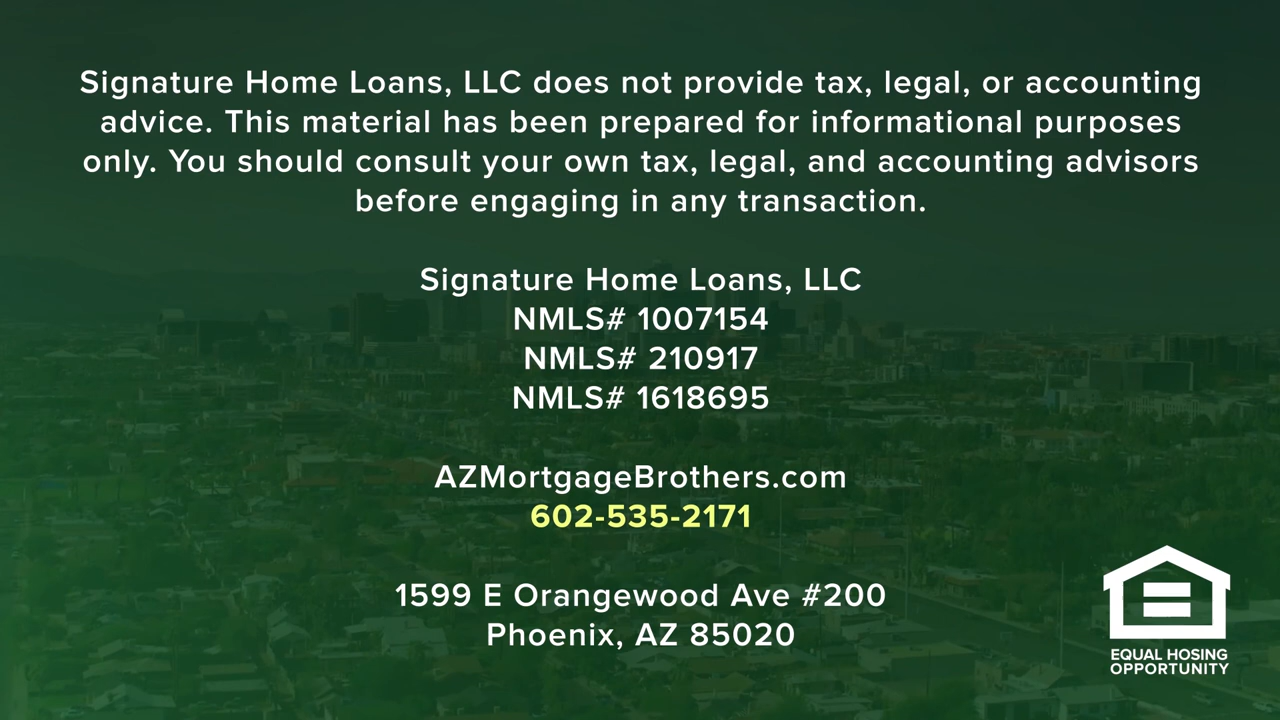 Signature Home Loans, LLC does not provide tax, legal, or accounting
advice. This material has been prepared for informational purposes
only. You should consult your own tax, legal, and accounting advisors
before engaging in any transaction.
Signature Home Loans, LLC
NMLS# 1007154
NMLS# 210917
NMLS# 1618695
AZMortgageBrothers.com
602-535-2171
1599 E Orangewood Ave #200
Phoenix, AZ 85020
EQUAL HOSING
OPPORTUNITY